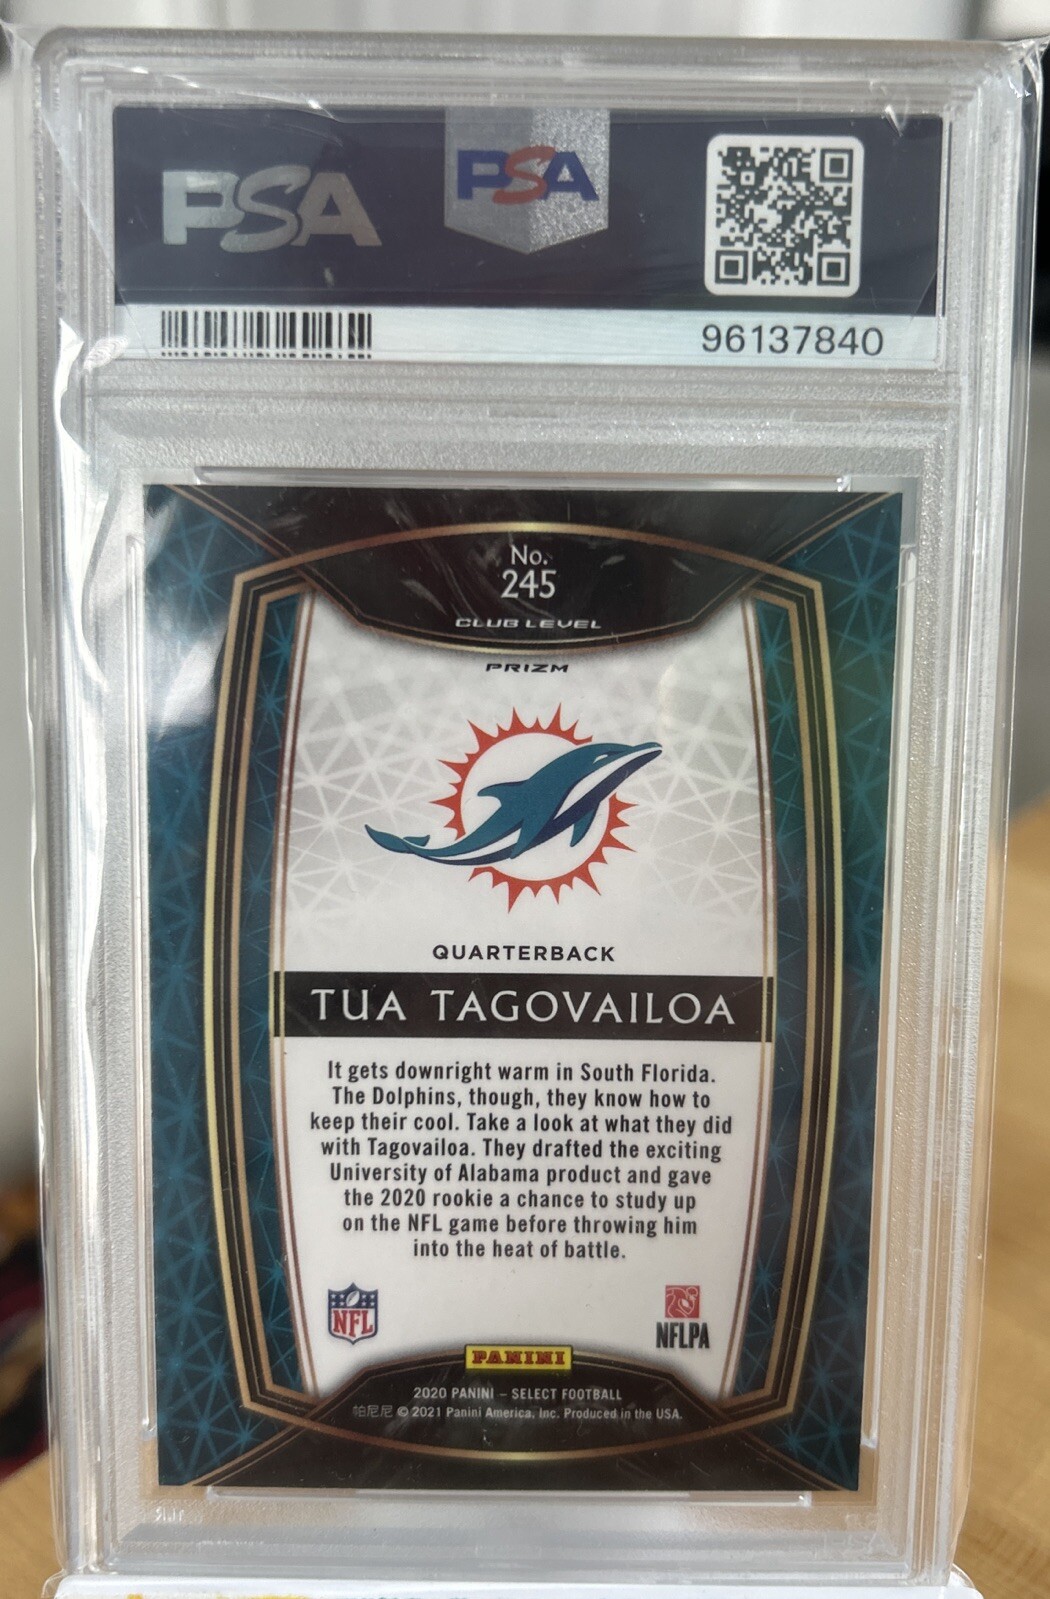 PSA
PSA
96137840
No.
245
CLUB LEVEL
PRIZM
QUARTERBACK
TUA TAGOVAILOA
It gets downright warm in South Florida.
The Dolphins, though, they know how to
keep their cool. Take a look at what they did
with Tagovailoa. They drafted the exciting
University of Alabama product and gave
the 2020 rookie a chance to study up
on the NFL game before throwing him
into the heat of battle.
NFL
NFLPA
PANINI
2020 PANINI – SELECT FOOTBALL
帕尼尼 © 2021 Panini America, Inc. Produced in the USA.